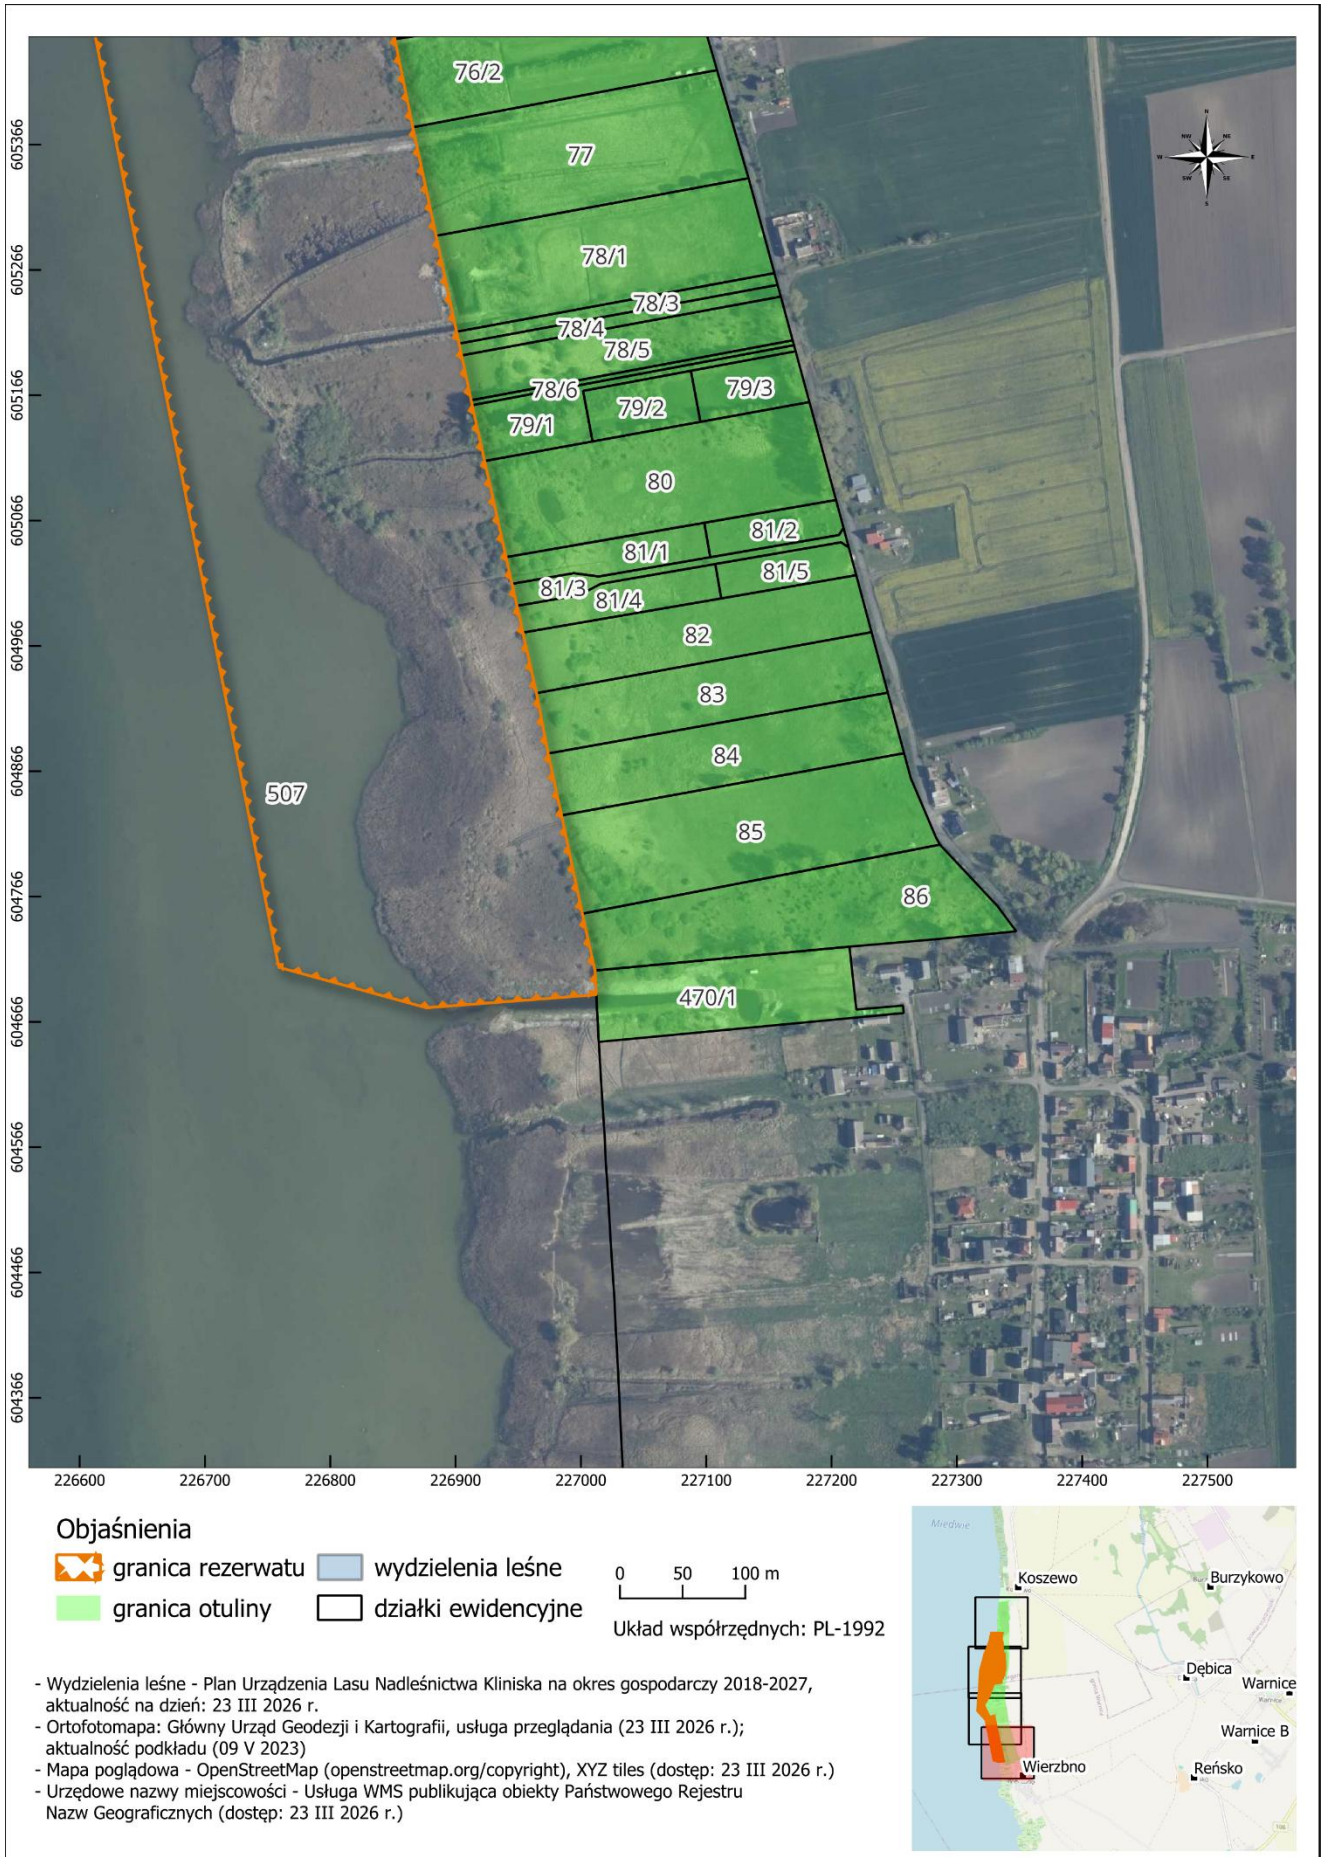 76/2
77
78/1
78/3
78/4
78/5
78/6
79/1
79/2
79/3
80
81/1
81/2
81/3
81/4
81/5
82
83
84
85
86
507
470/1
N
NE
E
SE
S
SW
W
NW
605366
605266
605166
605066
604966
604866
604766
604666
604566
604466
604366
226600 226700 226800 226900 227000 227100 227200 227300 227400 227500
Objaśnienia
granica rezerwatu
wydzielenia leśne
granica otuliny
działki ewidencyjne
0 50 100 m
Układ współrzędnych: PL-1992
- Wydzielenia leśne - Plan Urządzenia Lasu Nadleśnictwa Kliniska na okres gospodarczy 2018-2027,
aktualność na dzień: 23 III 2026 r.
- Ortofotomapa: Główny Urząd Geodezji i Kartografii, usługa przeglądania (23 III 2026 r.);
aktualność podkładu (09 V 2023)
- Mapa poglądowa - OpenStreetMap (openstreetmap.org/copyright), XYZ tiles (dostęp: 23 III 2026 r.)
- Urzędowe nazwy miejscowości - Usługa WMS publikująca obiekty Państwowego Rejestru
Nazw Geograficznych (dostęp: 23 III 2026 r.)
Miedwie
Koszewo
Burzykowo
Dębica
Warnice
Warnice B
Reńsko
Wierzbno
106